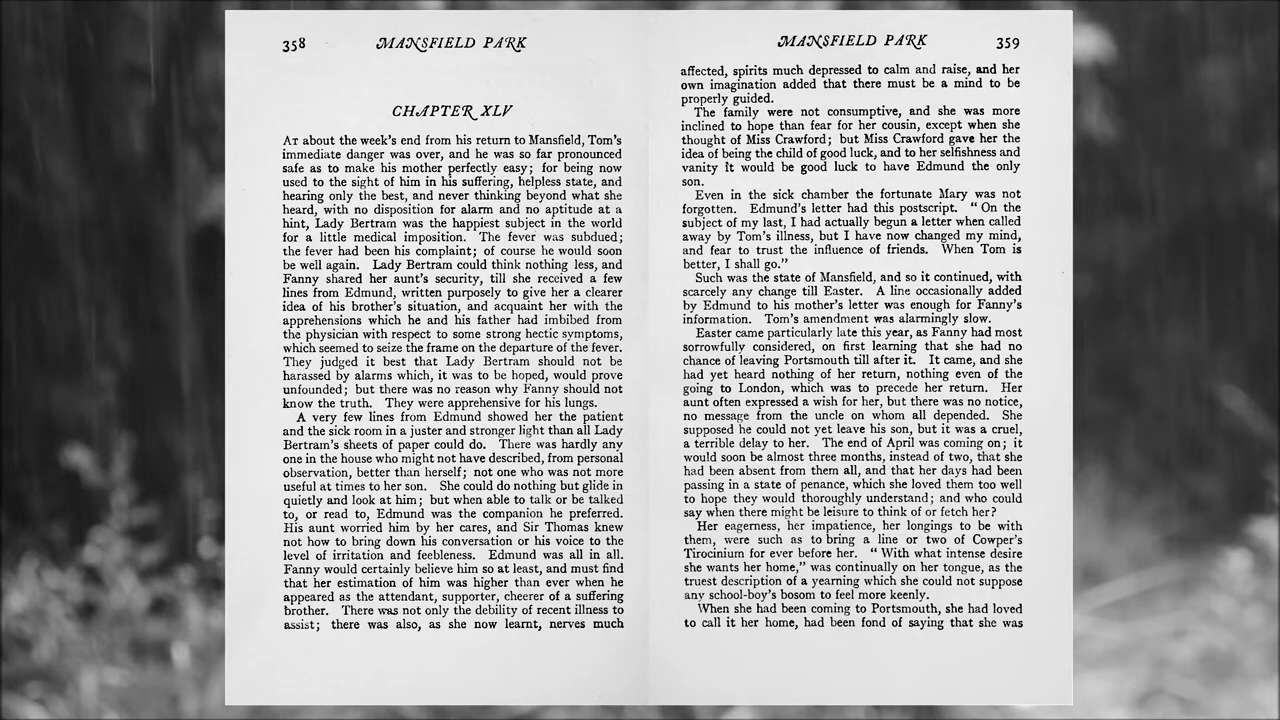 358
MANSFIELD PARK
CHAPTER XLV
AT about the week's end from his return to Mansfield, Tom's
immediate danger was over, and he was so far pronounced
safe as to make his mother perfectly easy; for being now
used to the sight of him in his suffering, helpless state, and
hearing only the best, and never thinking beyond what she
heard, with no disposition for alarm and no aptitude at a
hint, Lady Bertram was the happiest subject in the world
for a little medical imposition. The fever was subdued;
the fever had been his complaint; of course he would soon
be well again. Lady Bertram could think nothing less, and
Fanny shared her aunt's security, till she received a few
lines from Edmund, written purposely to give her a clearer
idea of his brother's situation, and acquaint her with the
apprehensions which he and his father had imbibed from
the physician with respect to some strong hectic symptoms,
which seemed to seize the frame on the departure of the fever.
They judged it best that Lady Bertram should not be
harassed by alarms which, it was to be hoped, would prove
unfounded; but there was no reason why Fanny should not
know the truth. They were apprehensive for his lungs.
A very few lines from Edmund showed her the patient
and the sick room in a juster and stronger light than all Lady
Bertram's sheets of paper could do. There was hardly any
one in the house who might not have described, from personal
observation, better than herself; not one who was not more
useful at times to her son. She could do nothing but glide in
quietly and look at him; but when able to talk or be talked
to, or read to, Edmund was the companion he preferred.
His aunt worried him by her cares, and Sir Thomas knew
not how to bring down his conversation or his voice to the
level of irritation and feebleness. Edmund was all in all.
Fanny would certainly believe him so at least, and must find
that her estimation of him was higher than ever when he
appeared as the attendant, supporter, cheerer of a suffering
brother. There was not only the debility of recent illness to
assist; there was also, as she now learnt, nerves much
MANSFIELD PARK
359
affected, spirits much depressed to calm and raise, and her
own imagination added that there must be a mind to be
properly guided.
The family were not consumptive, and she was more
inclined to hope than fear for her cousin, except when she
thought of Miss Crawford; but Miss Crawford gave her the
idea of being the child of good luck, and to her selfishness and
vanity it would be good luck to have Edmund the only
son.
Even in the sick chamber the fortunate Mary was not
forgotten. Edmund's letter had this postscript. "On the
subject of my last, I had actually begun a letter when called
away by Tom's illness, but I have now changed my mind,
and fear to trust the influence of friends. When Tom is
better, I shall go."
Such was the state of Mansfield, and so it continued, with
scarcely any change till Easter. A line occasionally added
by Edmund to his mother's letter was enough for Fanny's
information. Tom's amendment was alarmingly slow.
Easter came particularly late this year, as Fanny had most
sorrowfully considered, on first learning that she had no
chance of leaving Portsmouth till after it. It came, and she
had yet heard nothing of her return, nothing even of the
going to London, which was to precede her return. Her
aunt often expressed a wish for her, but there was no notice,
no message from the uncle on whom all depended. She
supposed he could not yet leave his son, but it was a cruel,
a terrible delay to her. The end of April was coming on; it
would soon be almost three months, instead of two, that she
had been absent from them all, and that her days had been
passing in a state of penance, which she loved them too well
to hope they would thoroughly understand; and who could
say when there might be leisure to think of or fetch her?
Her eagerness, her impatience, her longings to be with
them, were such as to bring a line or two of Cowper's
Tirocinium for ever before her. "With what intense desire
she wants her home," was continually on her tongue, as the
truest description of a yearning which she could not suppose
any school-boy's bosom to feel more keenly.
When she had been coming to Portsmouth, she had loved
to call it her home, had been fond of saying that she was